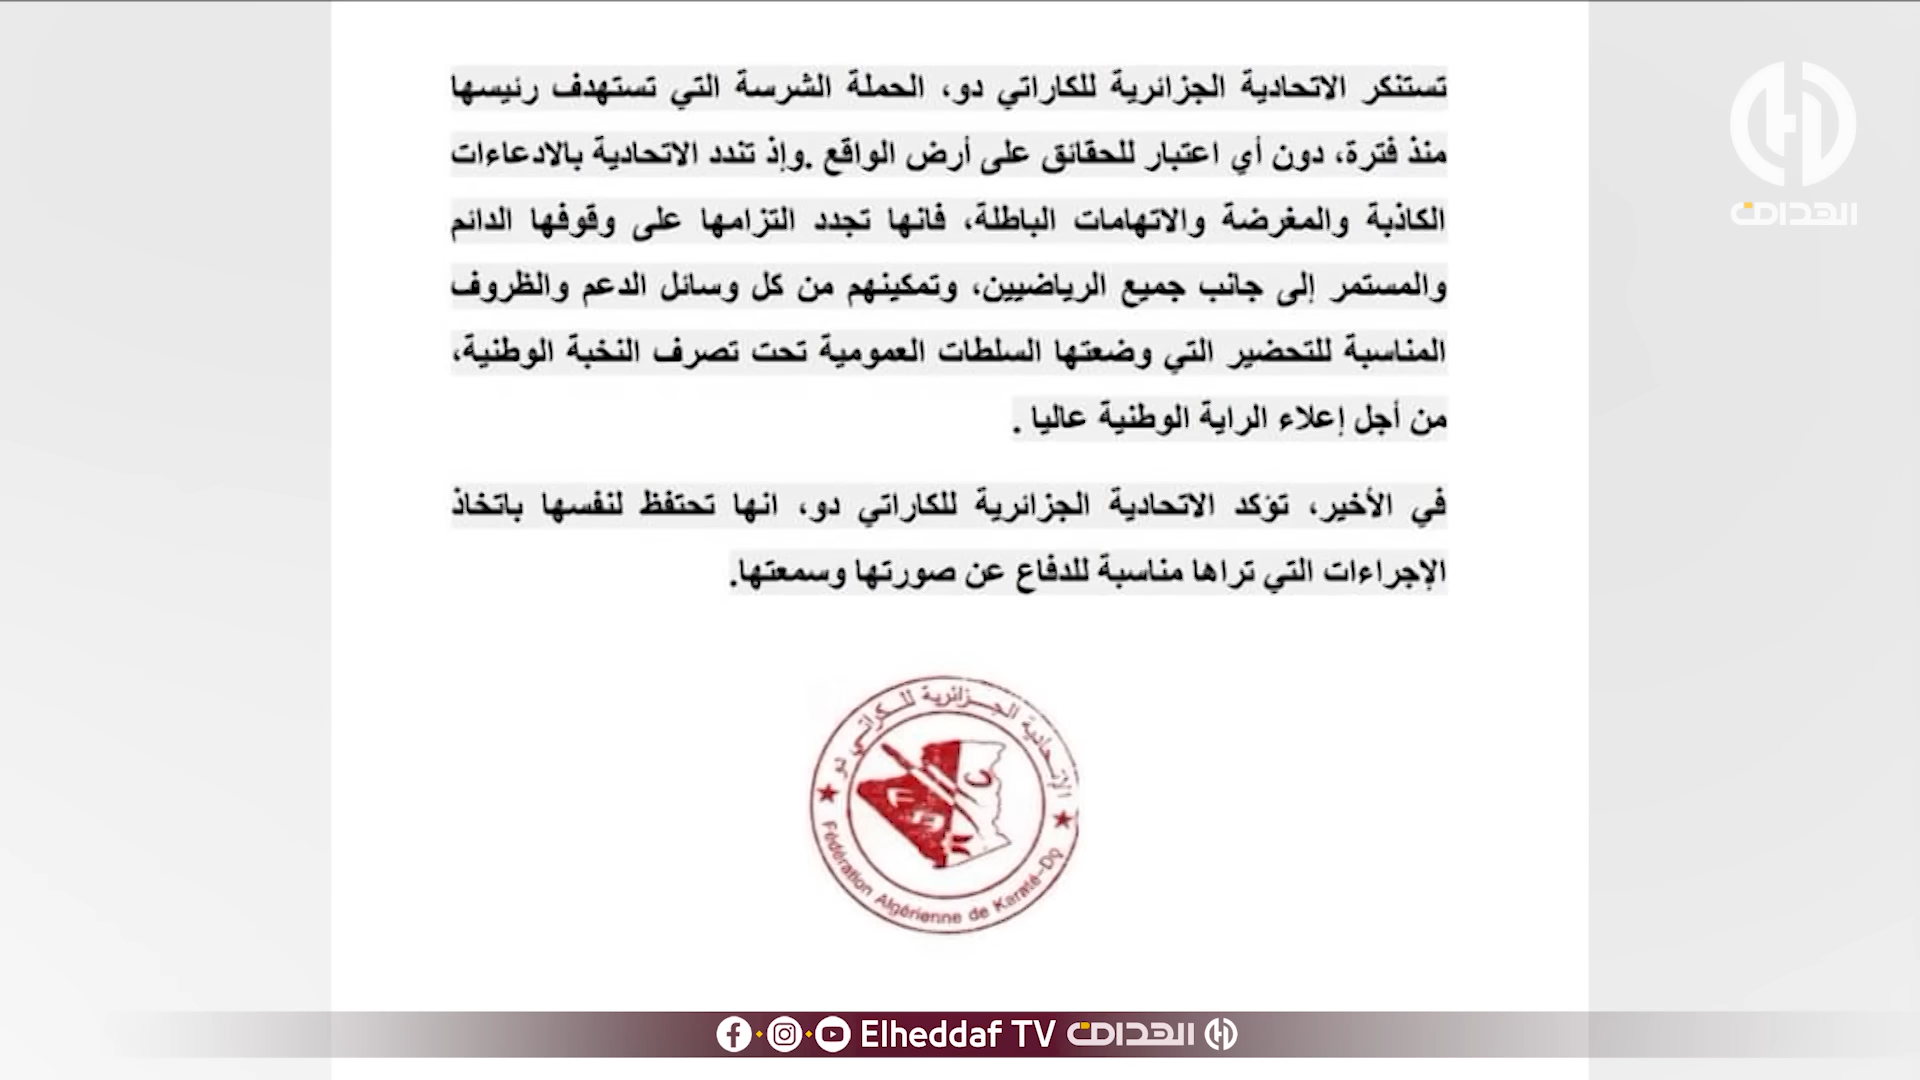 تستنكر الاتحادية الجزائرية للكاراتي دو، الحملة الشرسة التي تستهدف رئيسها
منذ فترة، دون أي اعتبار للحقائق على أرض الواقع .وإذ تندد الاتحادية بالادعاءات
الكاذبة والمغرضة والاتهامات الباطلة، فانها تجدد التزامها على وقوفها الدائم
والمستمر إلى جانب جميع الرياضيين، وتمكينهم من كل وسائل الدعم والظروف
المناسبة للتحضير التي وضعتها السلطات العمومية تحت تصرف النخبة الوطنية،
من أجل إعلاء الراية الوطنية عاليا .
في الأخير، تؤكد الاتحادية الجزائرية للكاراتي دو، انها تحتفظ لنفسها باتخاذ
الإجراءات التي تراها مناسبة للدفاع عن صورتها وسمعتها.
الهداف
الإتحادية الجزائرية للكراتي دو
Fédération Algérienne de Karaté-Do
Elheddaf TV الهداف